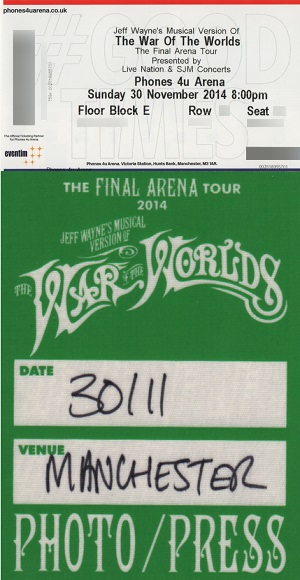 phones4uarena.co.uk
Jeff Wayne's Musical Version Of
The War Of The Worlds
The Final Arena Tour
Presented by
Live Nation & SJM Concerts
Phones 4u Arena
Sunday 30 November 2014 8:00pm
Floor Block E Row Seat
eventim
Phones 4u Arena, Victoria Station, Hunts Bank, Manchester, M3 1AR.
THE FINAL ARENA TOUR
2014
JEFF WAYNE'S MUSICAL
VERSION OF
THE WAR OF THE WORLDS
DATE
30/11
VENUE
MANCHESTER
PHOTO/PRESS